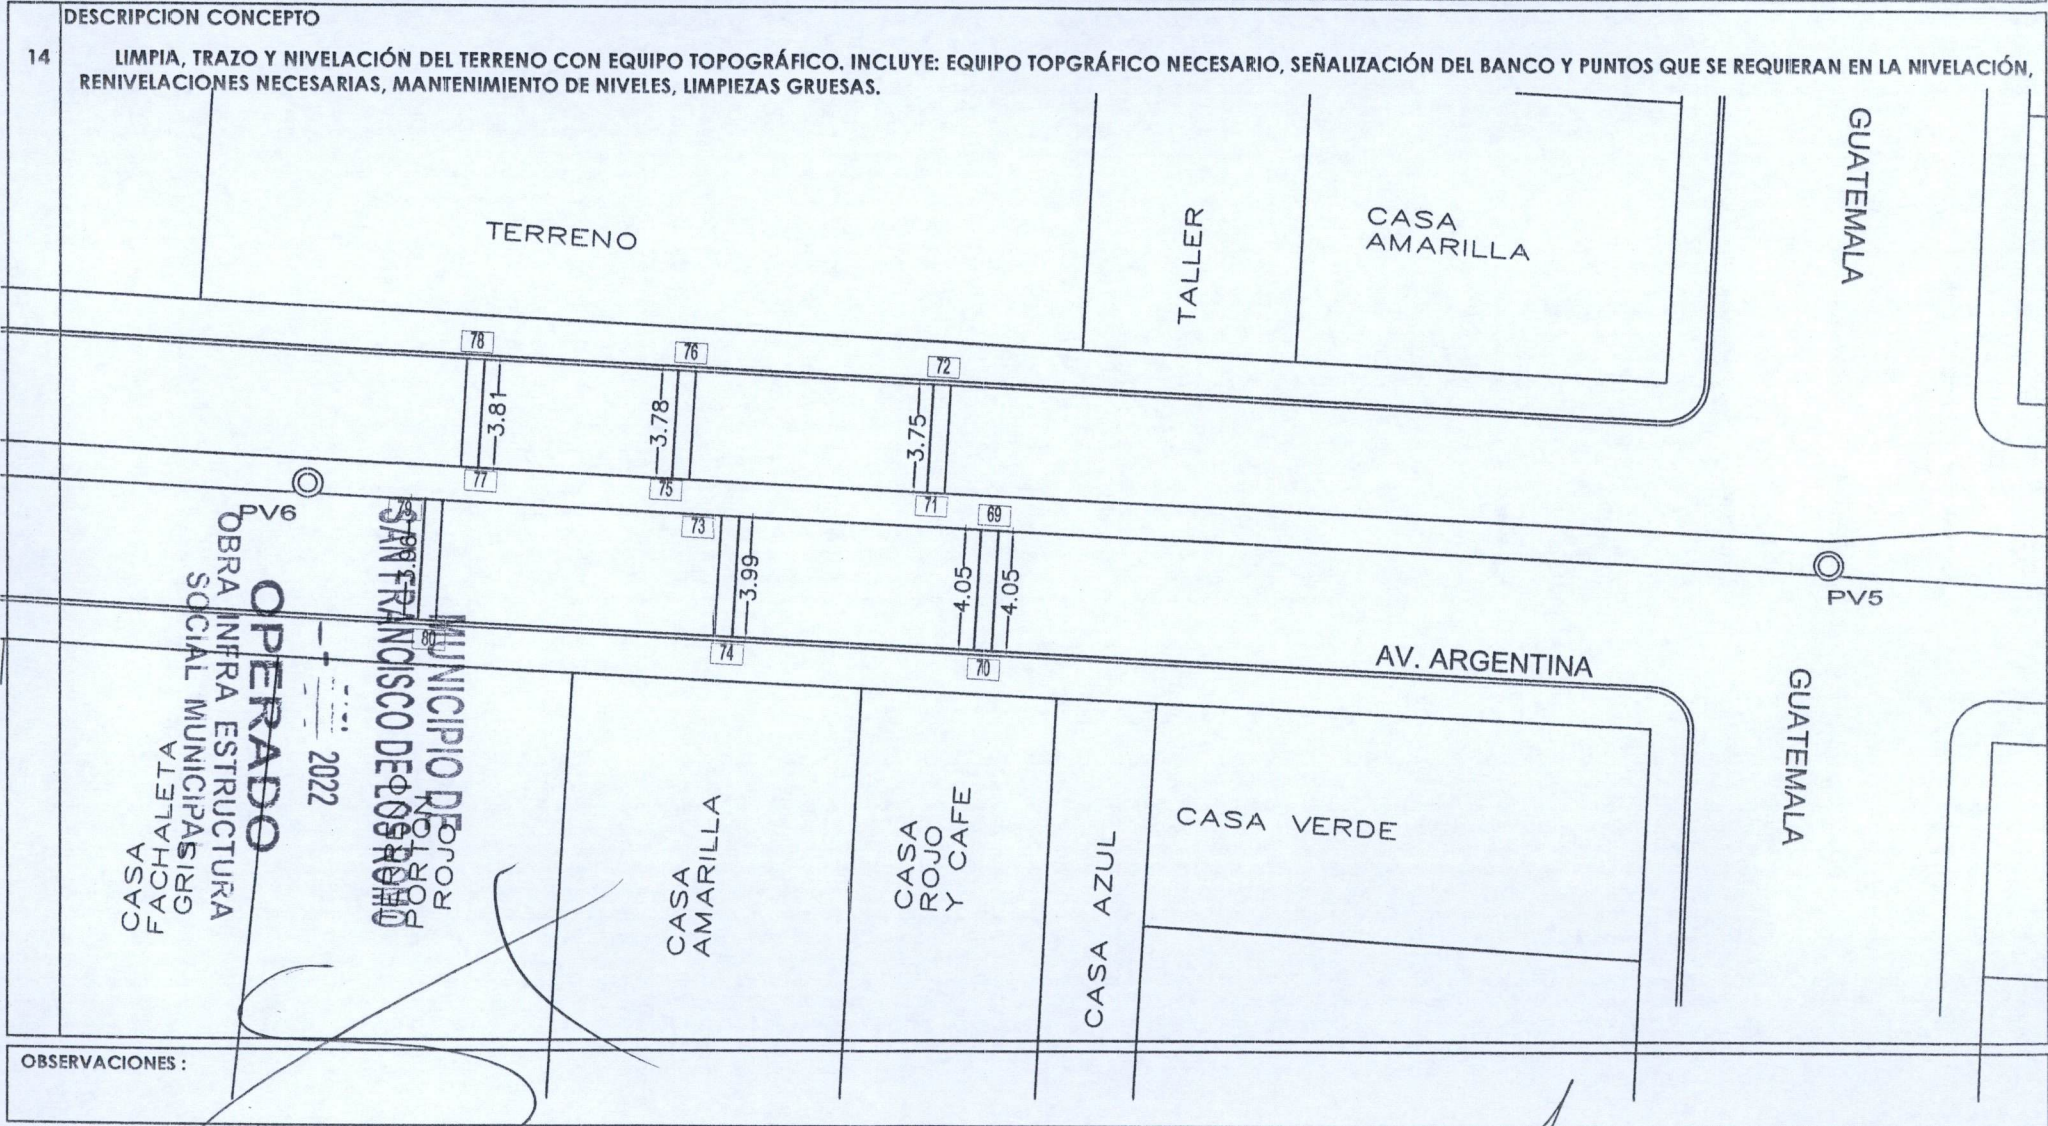 DESCRIPCION CONCEPTO
14 LIMPIA, TRAZO Y NIVELACIÓN DEL TERRENO CON EQUIPO TOPOGRÁFICO. INCLUYE: EQUIPO TOPGRÁFICO NECESARIO, SEÑALIZACIÓN DEL BANCO Y PUNTOS QUE SE REQUIERAN EN LA NIVELACIÓN,
RENIVELACIONES NECESARIAS, MANTENIMIENTO DE NIVELES, LIMPIEZAS GRUESAS.
GUATEMALA
TERRENO
TALLER
CASA
AMARILLA
78
76
72
3.81
3.78
3.75
77
75
71
69
PV6
79
73
3.96
3.99
4.05
4.05
PV5
80
74
70
AV. ARGENTINA
GUATEMALA
MUNICIPIO DE
SAN FRANCISCO DE LOS ROMO
2022
OPERADO
OBRA INFRA ESTRUCTURA
SOCIAL MUNICIPAL
CASA
FACHALETA
GRIS
PORTON
ROJO
CASA
AMARILLA
CASA
ROJO
Y CAFE
CASA AZUL
CASA VERDE
OBSERVACIONES :